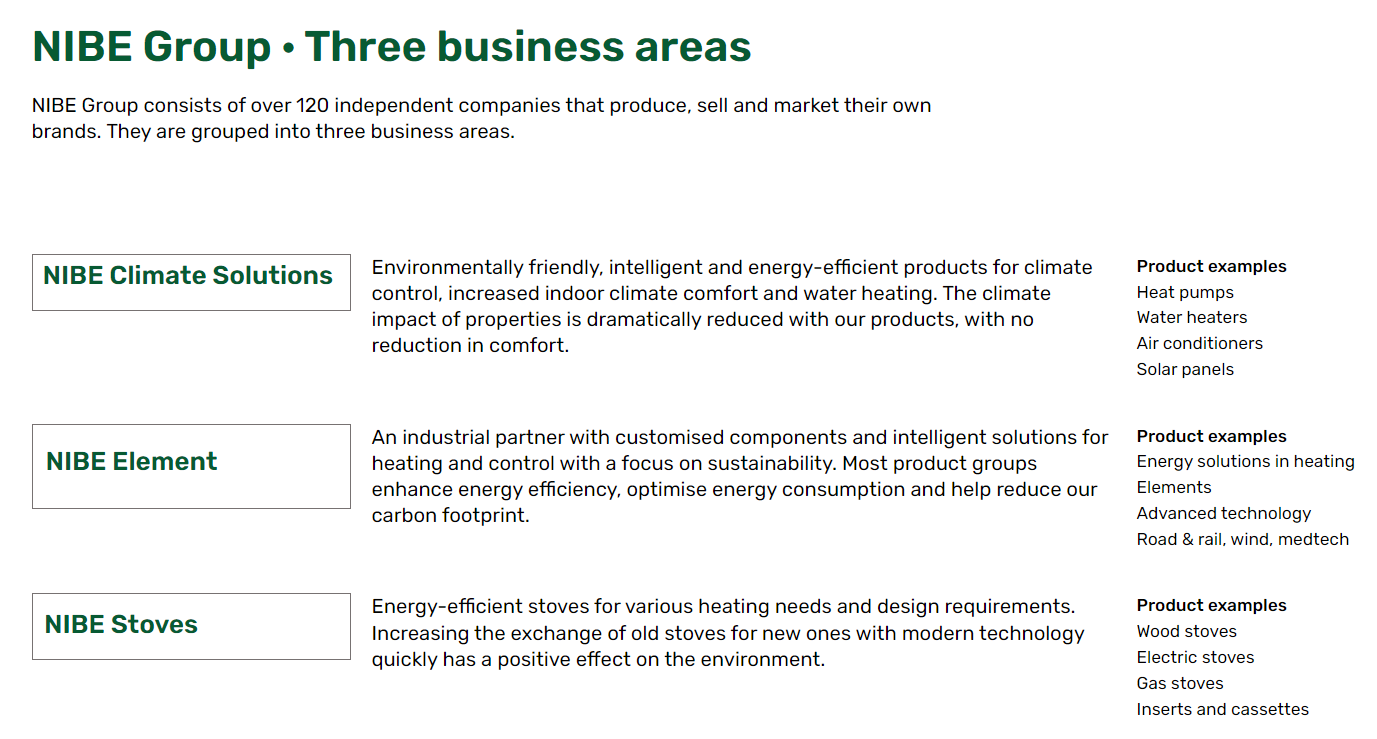 NIBE Group • Three business areas
NIBE Group consists of over 120 independent companies that produce, sell and market their own
brands. They are grouped into three business areas.
NIBE Climate Solutions
Environmentally friendly, intelligent and energy-efficient products for climate
control, increased indoor climate comfort and water heating. The climate
impact of properties is dramatically reduced with our products, with no
reduction in comfort.
Product examples
Heat pumps
Water heaters
Air conditioners
Solar panels
NIBE Element
An industrial partner with customised components and intelligent solutions for
heating and control with a focus on sustainability. Most product groups
enhance energy efficiency, optimise energy consumption and help reduce our
carbon footprint.
Product examples
Energy solutions in heating
Elements
Advanced technology
Road & rail, wind, medtech
NIBE Stoves
Energy-efficient stoves for various heating needs and design requirements.
Increasing the exchange of old stoves for new ones with modern technology
quickly has a positive effect on the environment.
Product examples
Wood stoves
Electric stoves
Gas stoves
Inserts and cassettes